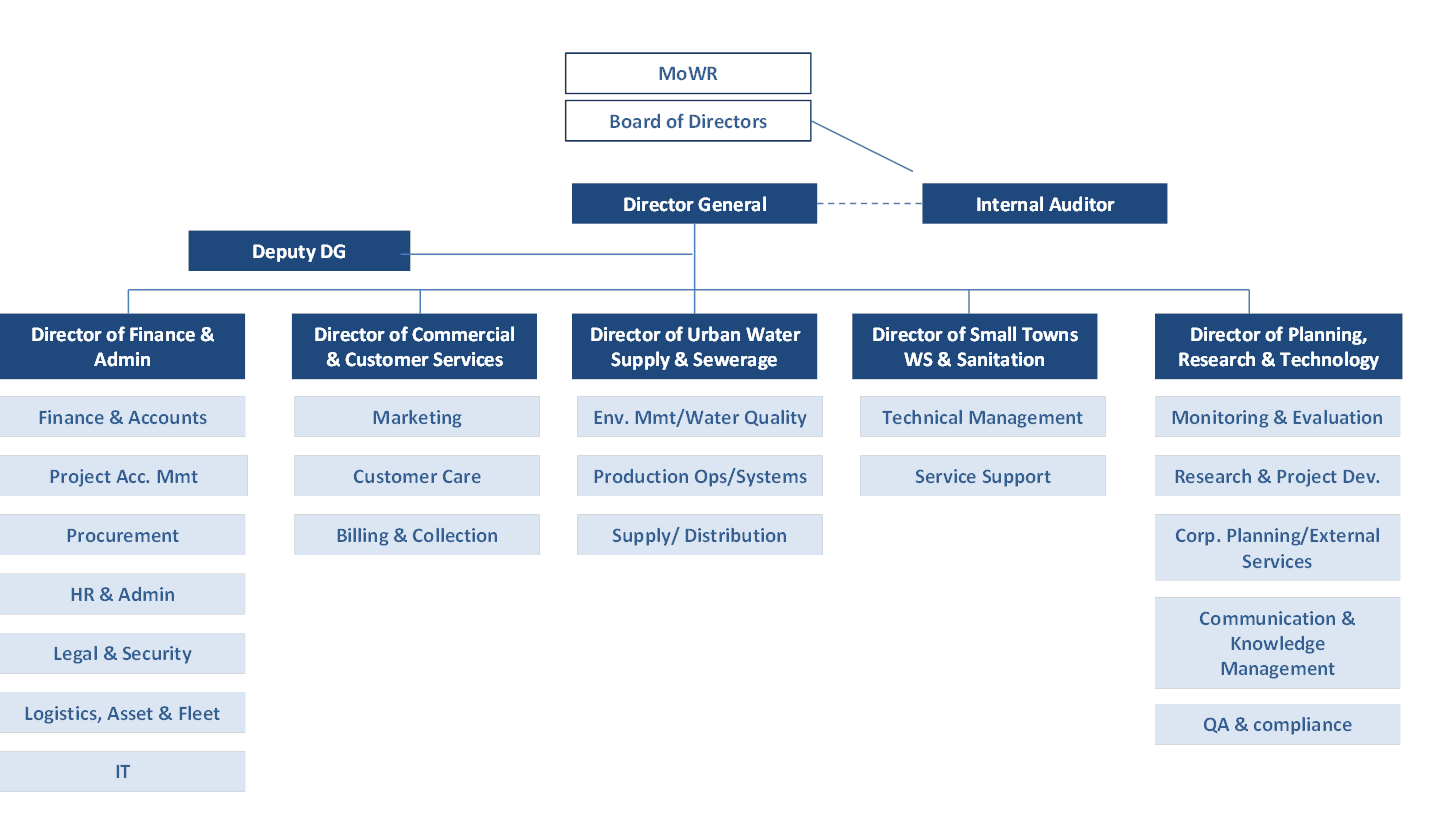 MoWR
Board of Directors
Director General
Internal Auditor
Deputy DG
Director of Finance &
Admin
Finance & Accounts
Project Acc. Mmt
Procurement
HR & Admin
Legal & Security
Logistics, Asset & Fleet
IT
Director of Commercial
& Customer Services
Marketing
Customer Care
Billing & Collection
Director of Urban Water
Supply & Sewerage
Env. Mmt/Water Quality
Production Ops/Systems
Supply/ Distribution
Director of Small Towns
WS & Sanitation
Technical Management
Service Support
Director of Planning,
Research & Technology
Monitoring & Evaluation
Research & Project Dev.
Corp. Planning/External
Services
Communication &
Knowledge
Management
QA & compliance